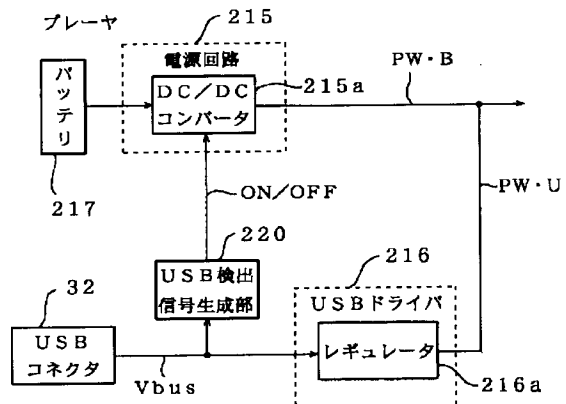 プレーヤ
215
電源回路
バッテリ
DC/DC
コンバータ
215a
PW・B
217
ON/OFF
PW・U
220
216
32
USB検出
信号生成部
USBドライバ
USB
コネクタ
レギュレータ
Vbus
216a